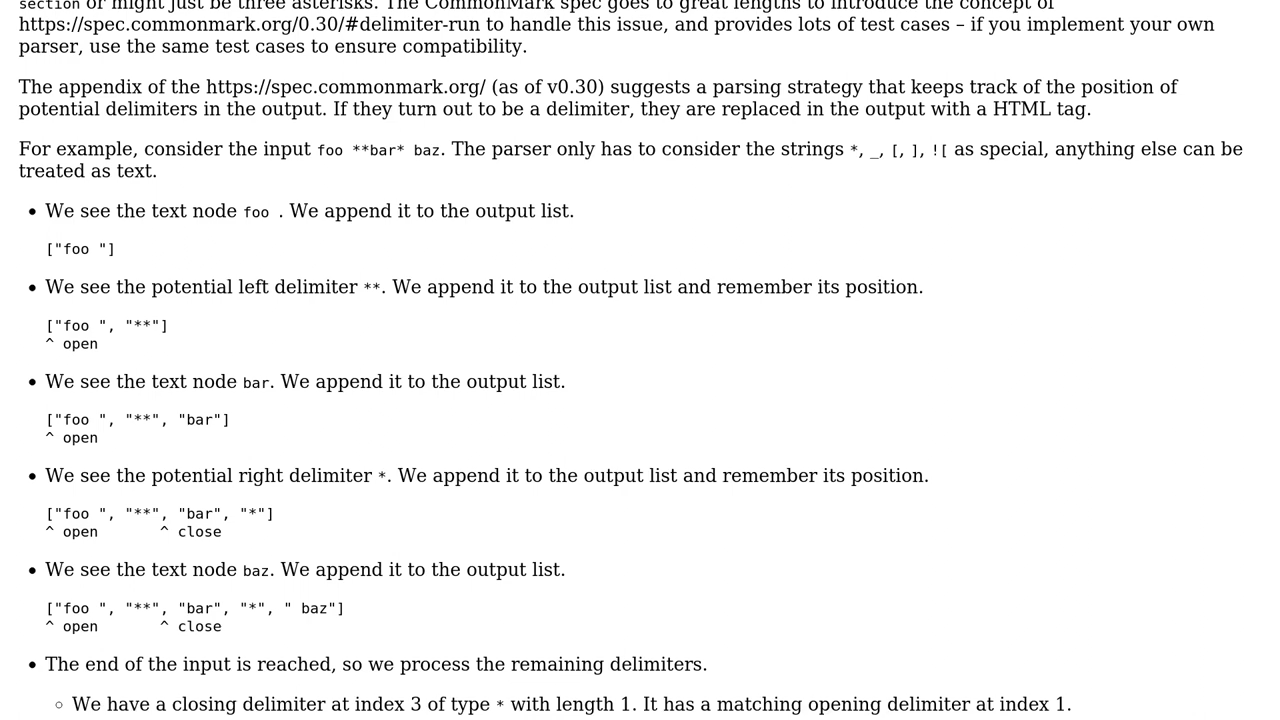 section or might just be three asterisks. The CommonMark spec goes to great lengths to introduce the concept of
https://spec.commonmark.org/0.30/#delimiter-run to handle this issue, and provides lots of test cases – if you implement your own
parser, use the same test cases to ensure compatibility.
The appendix of the https://spec.commonmark.org/ (as of v0.30) suggests a parsing strategy that keeps track of the position of
potential delimiters in the output. If they turn out to be a delimiter, they are replaced in the output with a HTML tag.
For example, consider the input foo **bar* baz. The parser only has to consider the strings *, _, [, ], ![ as special, anything else can be
treated as text.
• We see the text node foo . We append it to the output list.
["foo "]
• We see the potential left delimiter **. We append it to the output list and remember its position.
["foo ", "**"]
^ open
• We see the text node bar. We append it to the output list.
["foo ", "**", "bar"]
^ open
• We see the potential right delimiter *. We append it to the output list and remember its position.
["foo ", "**", "bar", "*"]
^ open       ^ close
• We see the text node baz. We append it to the output list.
["foo ", "**", "bar", "*", " baz"]
^ open       ^ close
• The end of the input is reached, so we process the remaining delimiters.
◦ We have a closing delimiter at index 3 of type * with length 1. It has a matching opening delimiter at index 1.